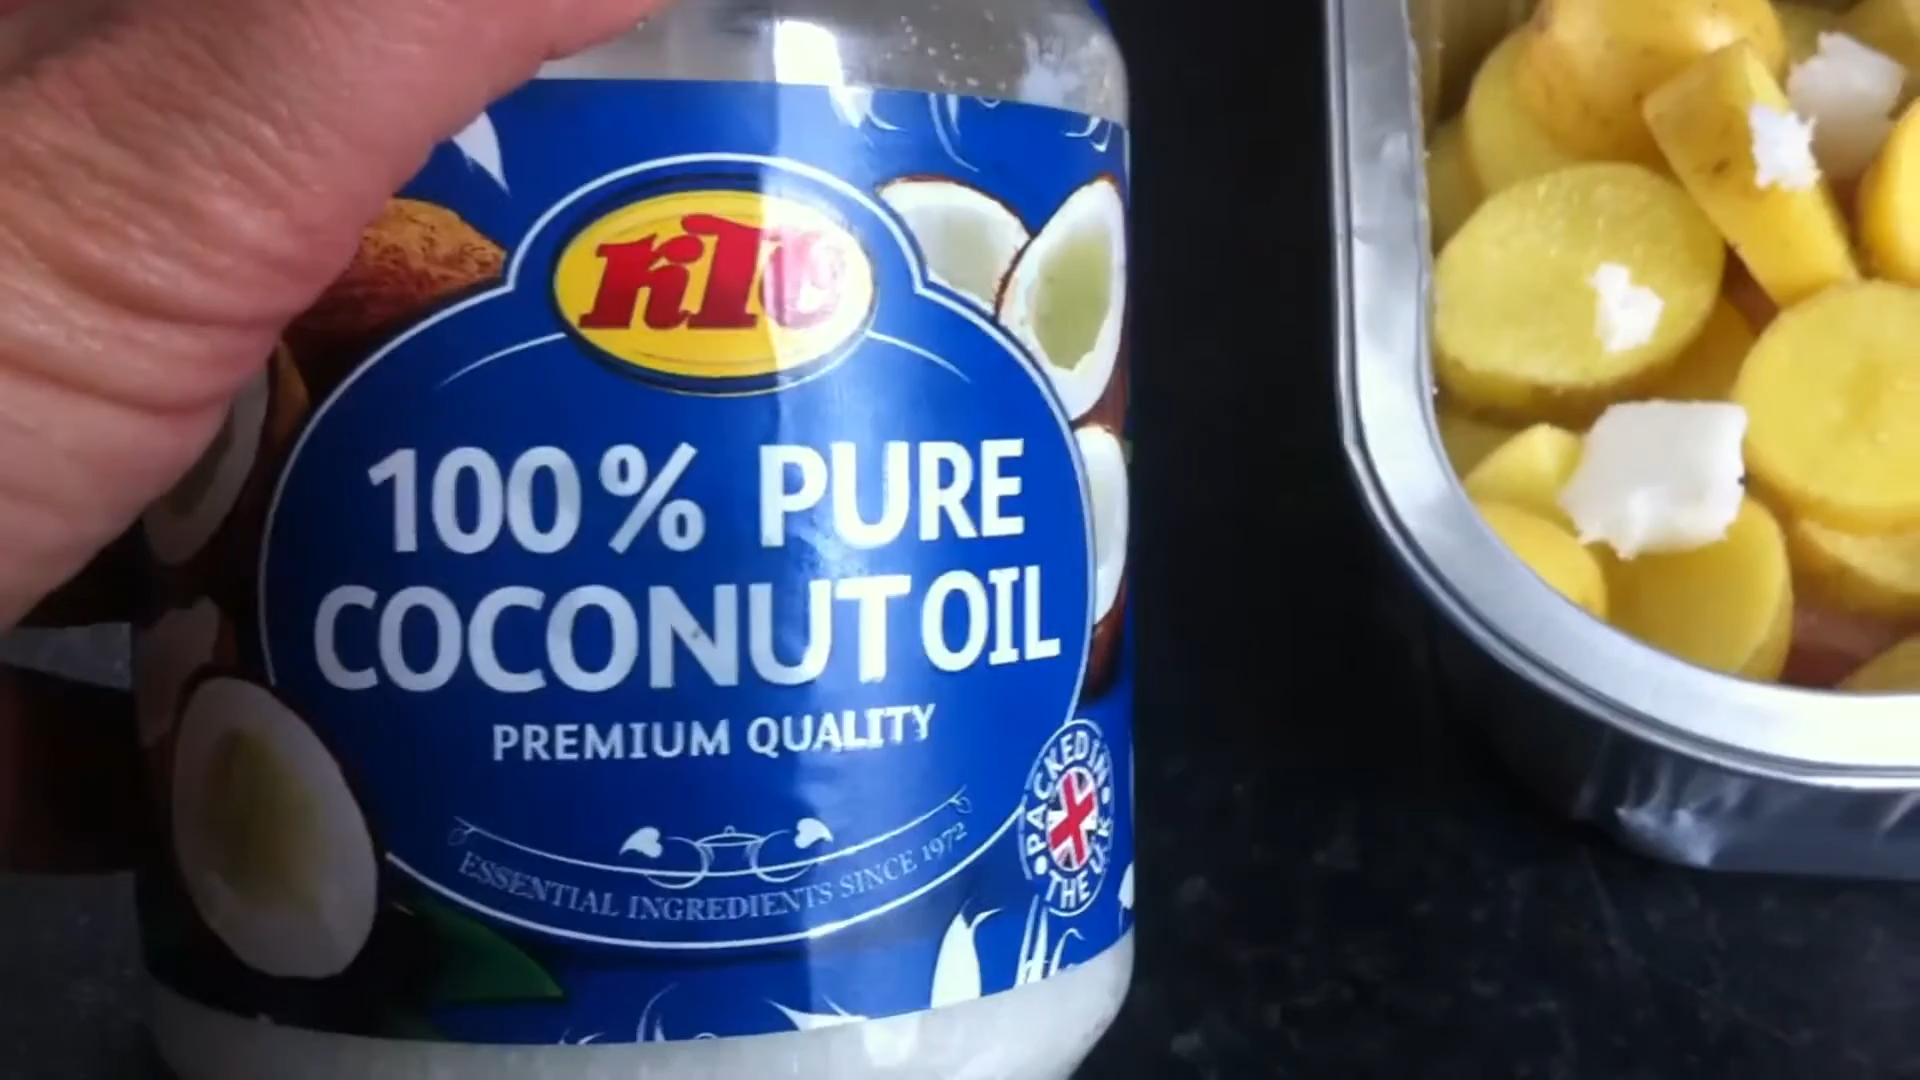 KTC
100% PURE
COCONUT OIL
PREMIUM QUALITY
ESSENTIAL INGREDIENTS SINCE 1972
PACKED IN THE U.K